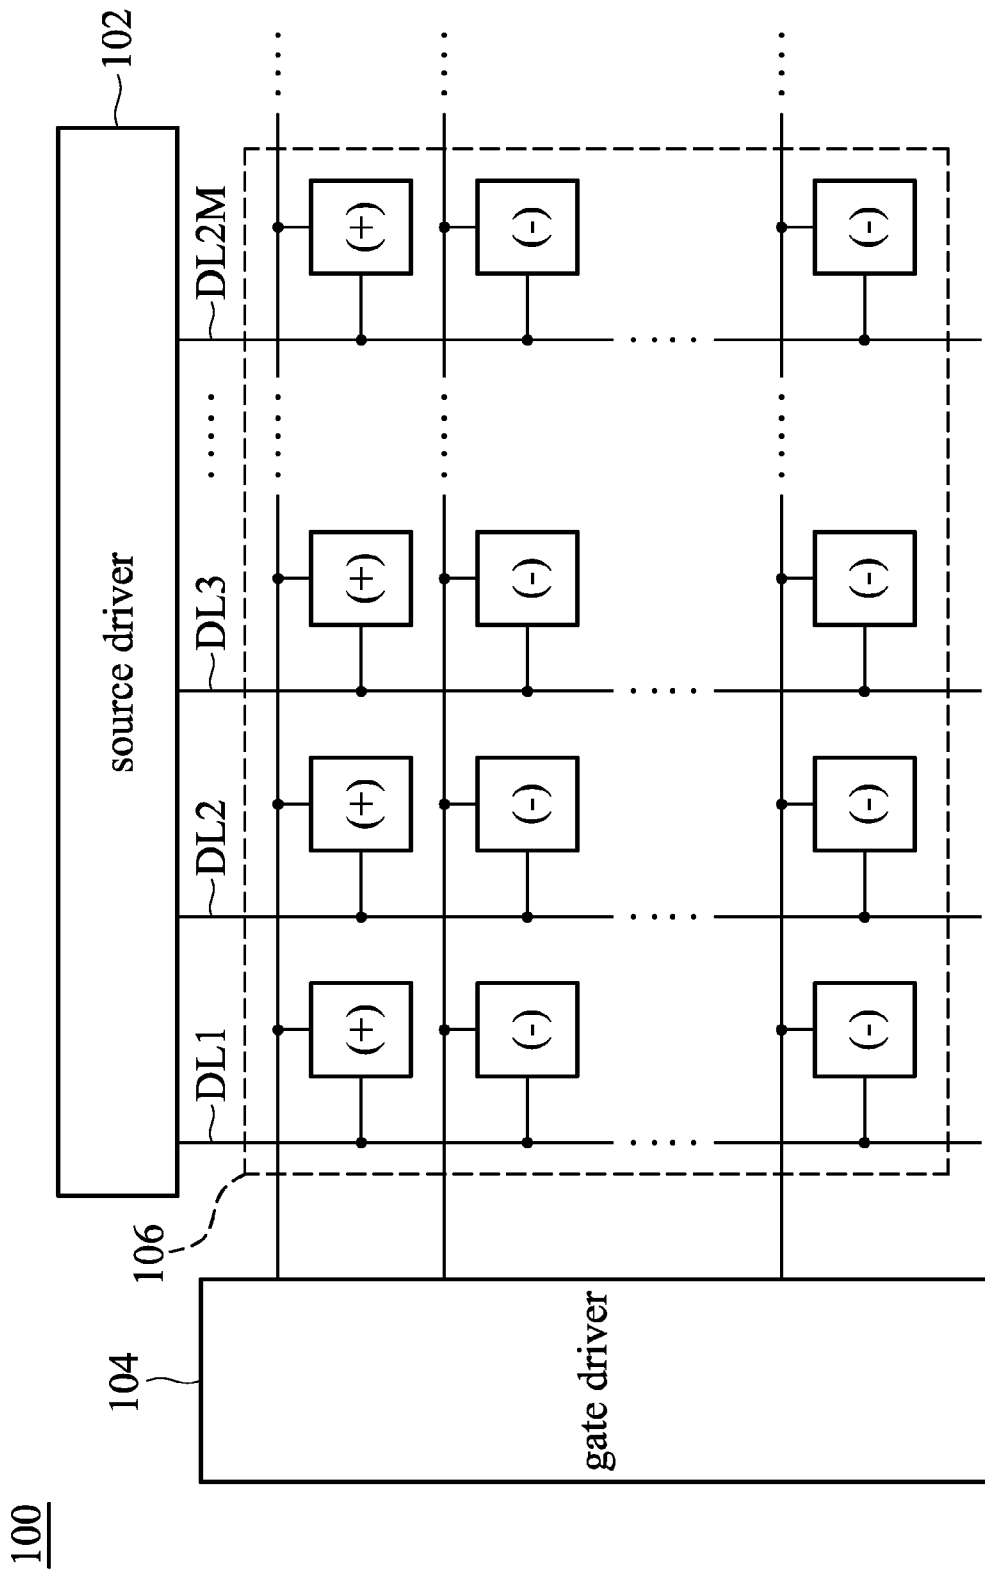 100
102
source driver
104
106
DL1 DL2 DL3 DL2M
gate driver
(+) (+) (+) (+)
(-) (-) (-) (-)
(-) (-) (-) (-)